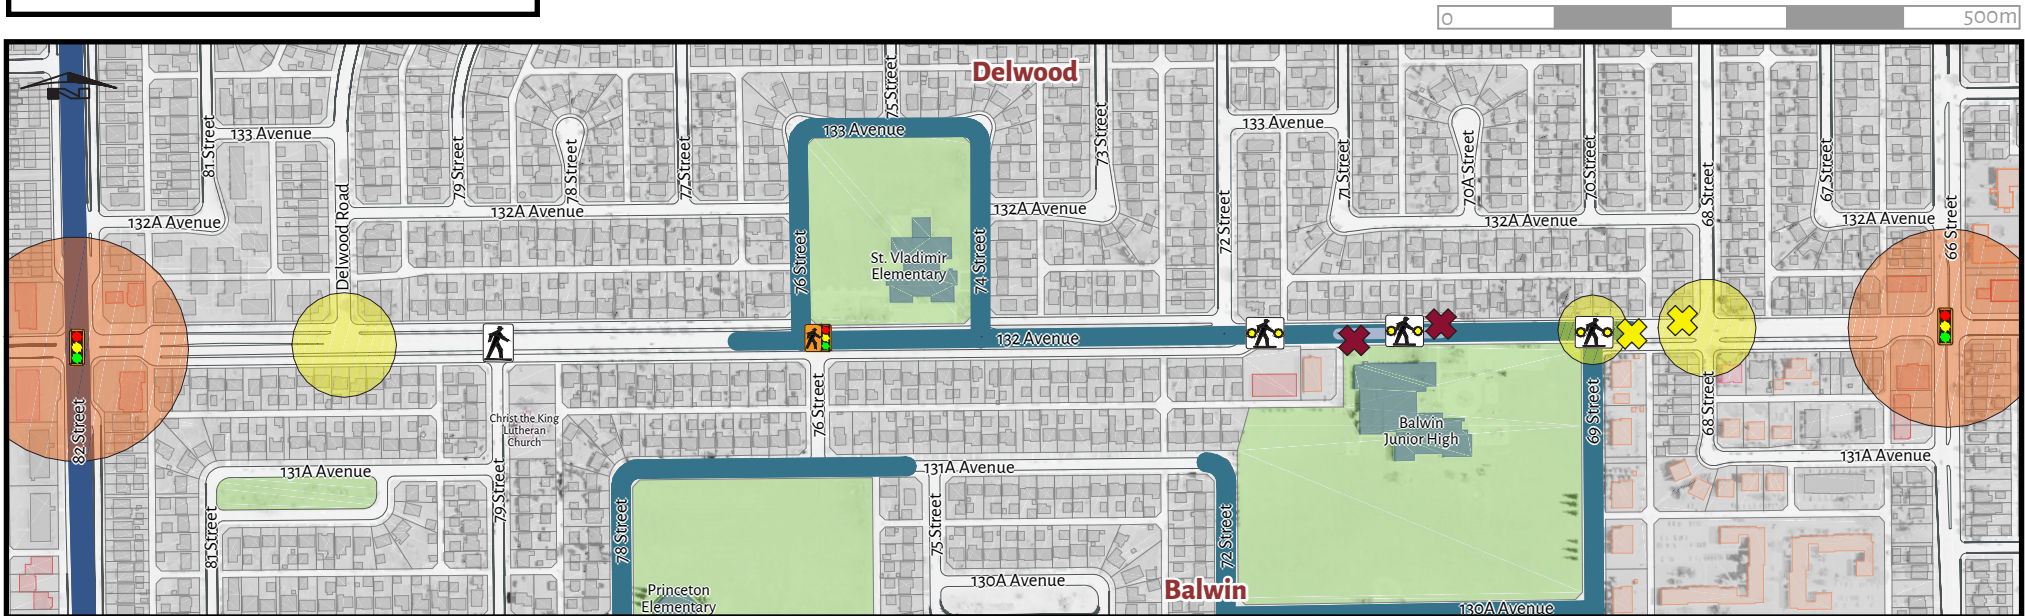 0 500m
Delwood
75 Street
133 Avenue
133 Avenue
133 Avenue
81 Street
79 Street
78 Street
77 Street
73 Street
71 Street
70A Street
70 Street
68 Street
67 Street
Delwood Road
132A Avenue
132A Avenue
132A Avenue
132A Avenue
132A Avenue
72 Street
66 Street
76 Street
74 Street
St. Vladimir
Elementary
132 Avenue
82 Street
76 Street
69 Street
68 Street
Christ the King
Lutheran
Church
Balwin
Junior High
131A Avenue
131A Avenue
131A Avenue
79 Street
81 Street
78 Street
75 Street
72 Street
130A Avenue
Princeton
Elementary
Balwin
130A Avenue